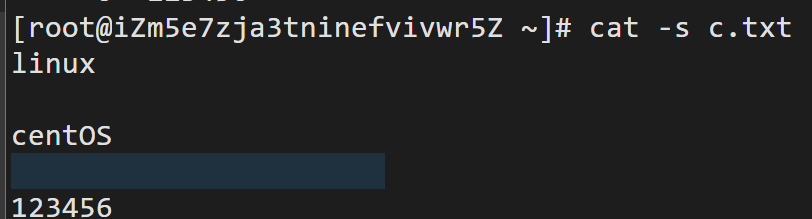 [root@iZm5e7zja3tninefvivwr5Z ~]# cat -s c.txt
linux
centOS
123456